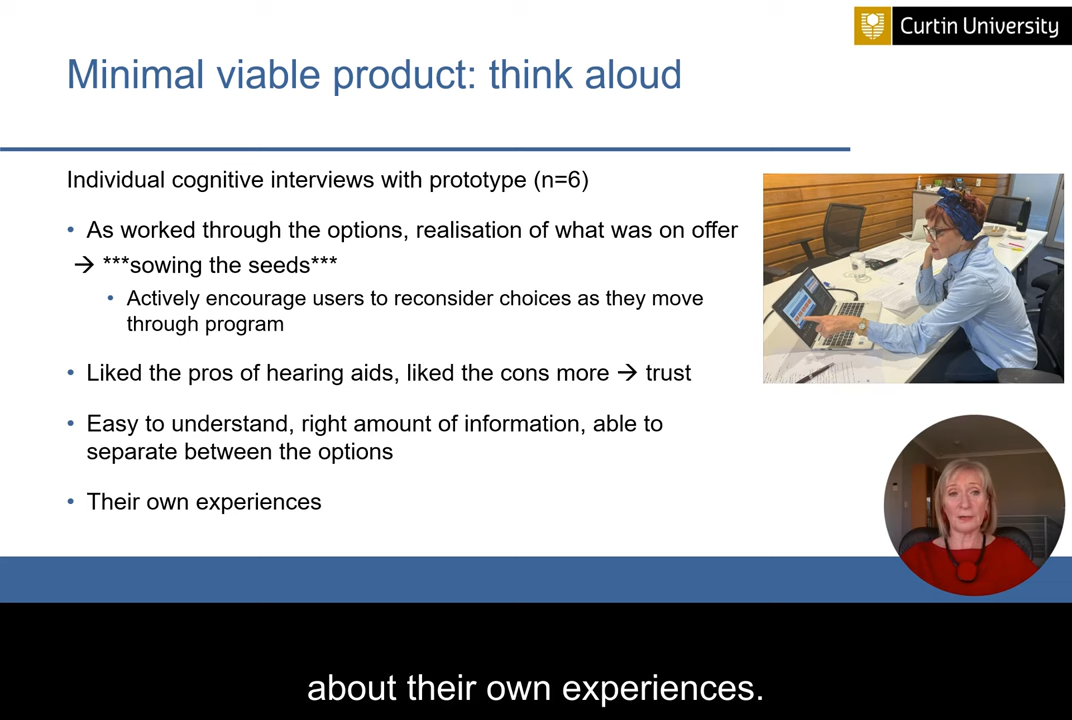 Curtin University
Minimal viable product: think aloud
Individual cognitive interviews with prototype (n=6)
• As worked through the options, realisation of what was on offer
→ ***sowing the seeds***
• Actively encourage users to reconsider choices as they move
through program
• Liked the pros of hearing aids, liked the cons more → trust
• Easy to understand, right amount of information, able to
separate between the options
• Their own experiences
about their own experiences.